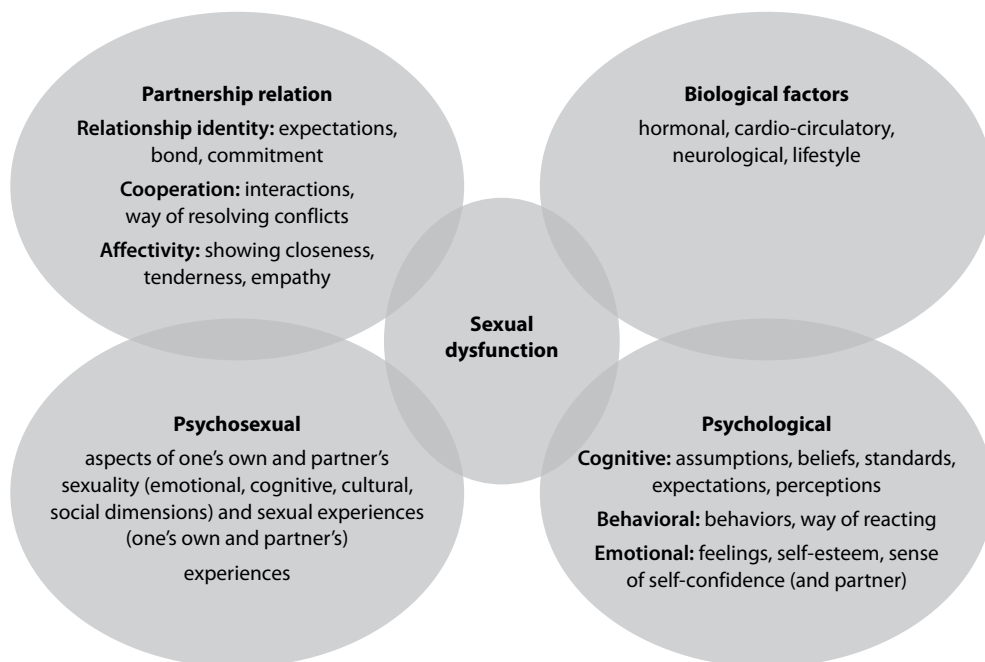 Partnership relation
Relationship identity: expectations,
bond, commitment
Cooperation: interactions,
way of resolving conflicts
Affectivity: showing closeness,
tenderness, empathy
Biological factors
hormonal, cardio-circulatory,
neurological, lifestyle
Sexual
dysfunction
Psychosexual
aspects of one's own and partner's
sexuality (emotional, cognitive, cultural,
social dimensions) and sexual experiences
(one's own and partner's)
experiences
Psychological
Cognitive: assumptions, beliefs, standards,
expectations, perceptions
Behavioral: behaviors, way of reacting
Emotional: feelings, self-esteem, sense
of self-confidence (and partner)